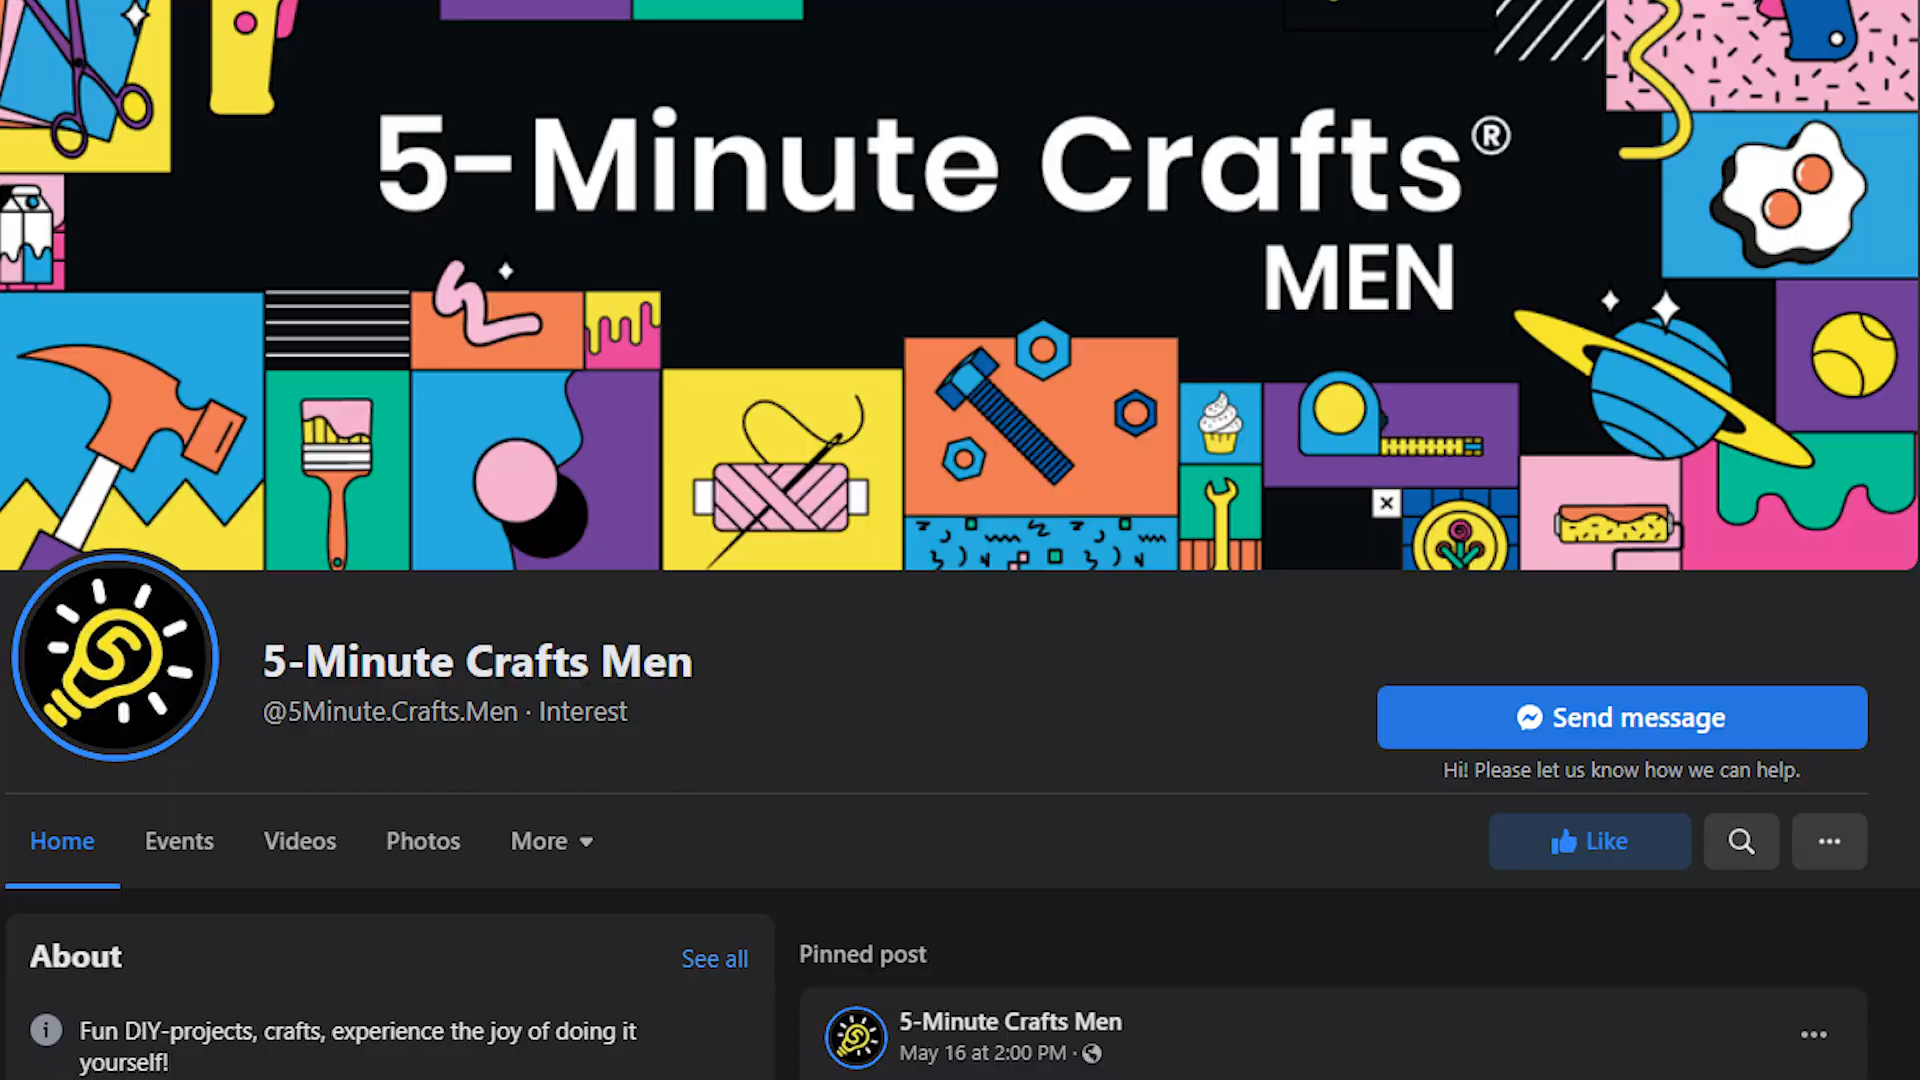 5-Minute Crafts®
MEN
5
5-Minute Crafts Men
@5Minute.Crafts.Men · Interest
Send message
Hi! Please let us know how we can help.
Home
Events
Videos
Photos
More
Like
About
See all
Fun DIY-projects, crafts, experience the joy of doing it
yourself!
Pinned post
5-Minute Crafts Men
May 16 at 2:00 PM ·